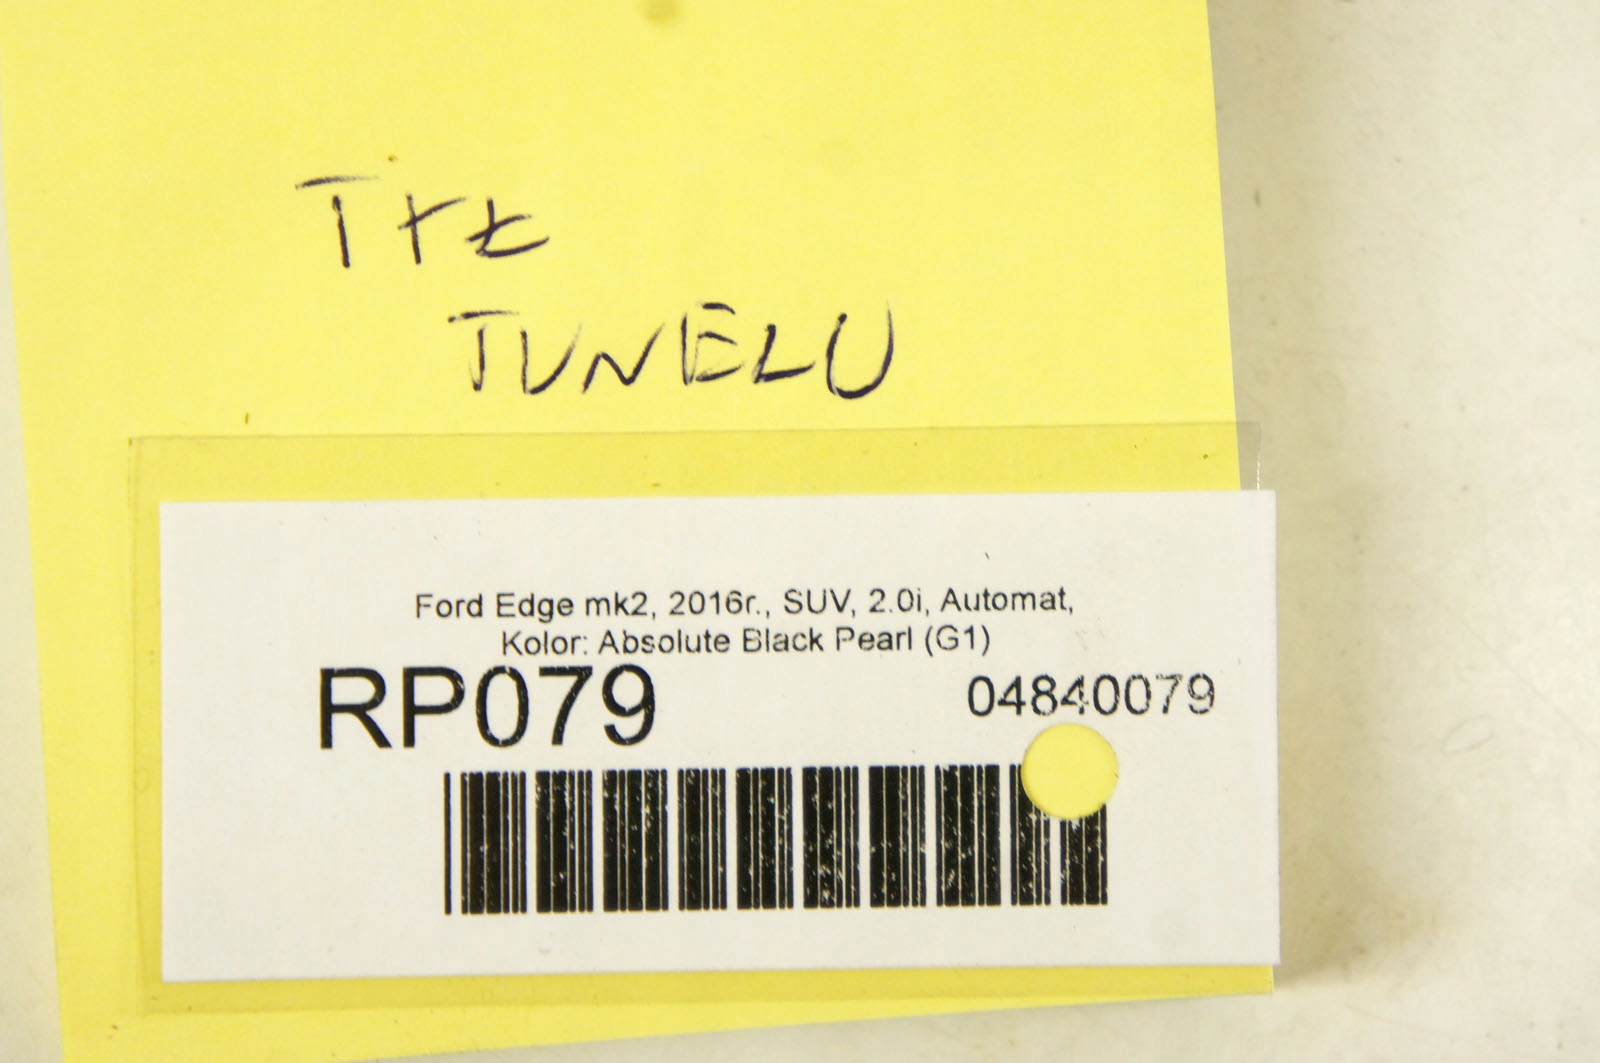 Tył
TUNELU
Ford Edge mk2, 2016r., SUV, 2.0i, Automat,
Kolor: Absolute Black Pearl (G1)
RP079
04840079